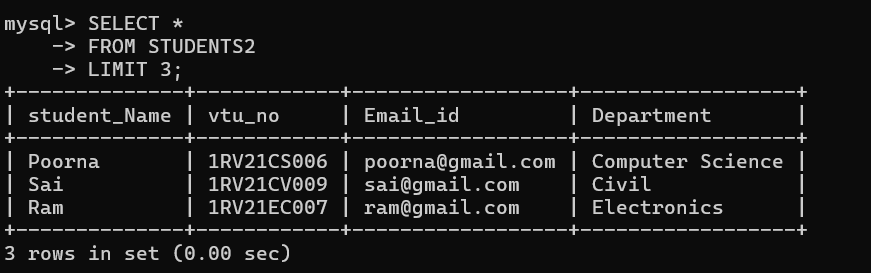 mysql> SELECT *
    -> FROM STUDENTS2
    -> LIMIT 3;
+--------------+-----------+------------------+------------------+
| student_Name | vtu_no     | Email_id         | Department       |
+--------------+-----------+------------------+------------------+
| Poorna       | 1RV21CS006 | poorna@gmail.com | Computer Science |
| Sai          | 1RV21CV009 | sai@gmail.com    | Civil            |
| Ram          | 1RV21EC007 | ram@gmail.com    | Electronics      |
+--------------+-----------+------------------+------------------+
3 rows in set (0.00 sec)